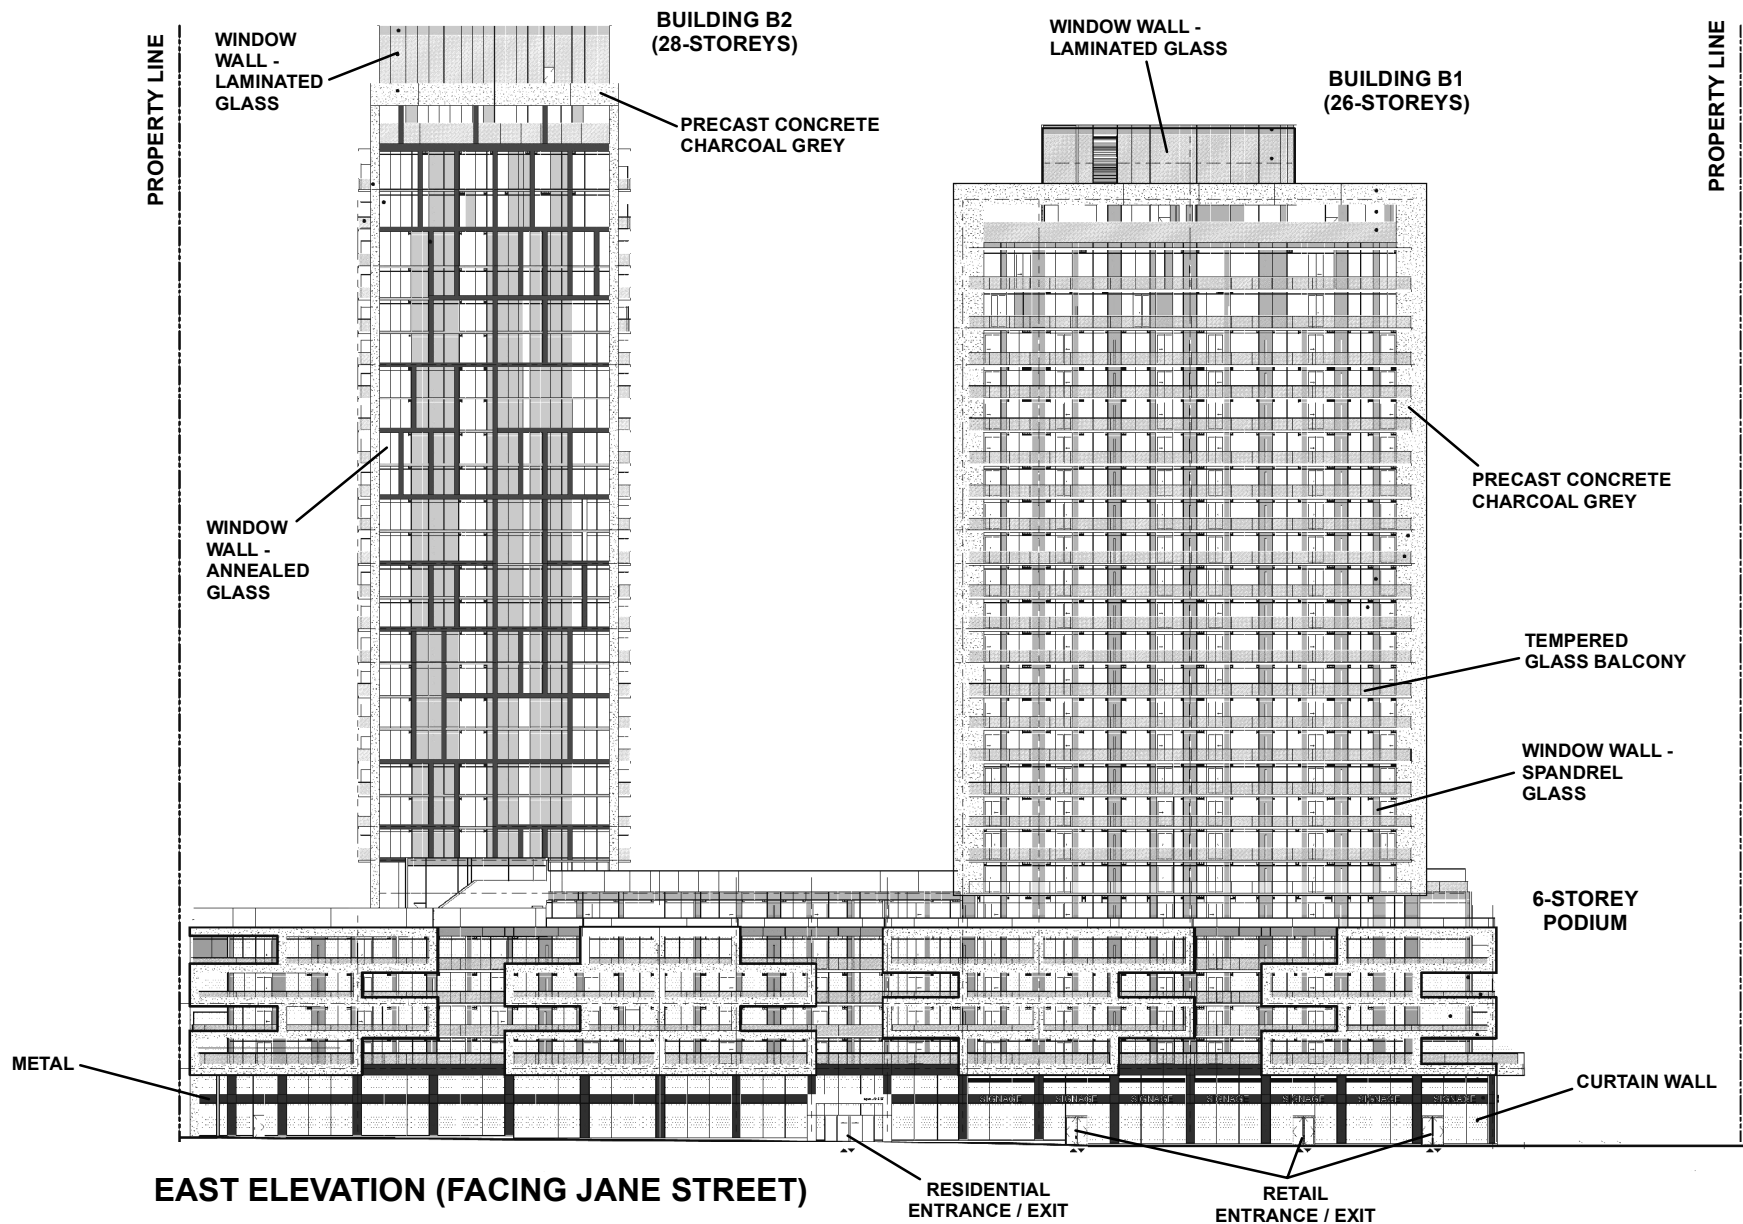 BUILDING B2
(28-STOREYS)
WINDOW WALL -
LAMINATED GLASS
BUILDING B1
(26-STOREYS)
PROPERTY LINE
WINDOW
WALL -
LAMINATED
GLASS
PROPERTY LINE
PRECAST CONCRETE
CHARCOAL GREY
PRECAST CONCRETE
CHARCOAL GREY
WINDOW
WALL -
ANNEALED
GLASS
TEMPERED
GLASS BALCONY
WINDOW WALL -
SPANDREL
GLASS
6-STOREY
PODIUM
METAL
CURTAIN WALL
SIGNAGE
SIGNAGE
SIGNAGE
SIGNAGE
SIGNAGE
SIGNAGE
SIGNAGE
EAST ELEVATION (FACING JANE STREET)
RESIDENTIAL
ENTRANCE / EXIT
RETAIL
ENTRANCE / EXIT